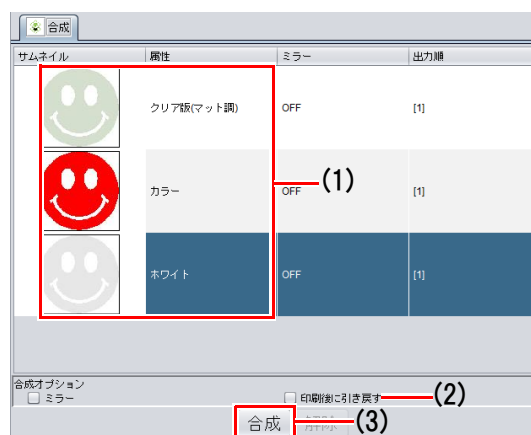 合成
サムネイル 属性 ミラー 出力順
クリア版(マット調) OFF [1]
(1)
カラー OFF [1]
ホワイト OFF [1]
合成オプション
ミラー 印刷後に引き戻す (2)
合成 解除 (3)